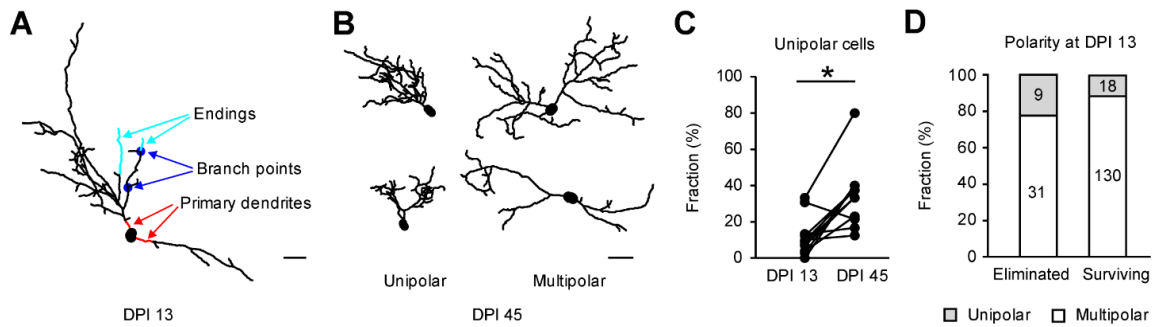 A
Endings
Branch points
Primary dendrites
DPI 13
B
Unipolar
Multipolar
DPI 45
C
Unipolar cells
*
Fraction (%)
100
80
60
40
20
0
DPI 13
DPI 45
D
Polarity at DPI 13
Fraction (%)
100
80
60
40
20
0
9
31
18
130
Eliminated
Surviving
Unipolar
Multipolar